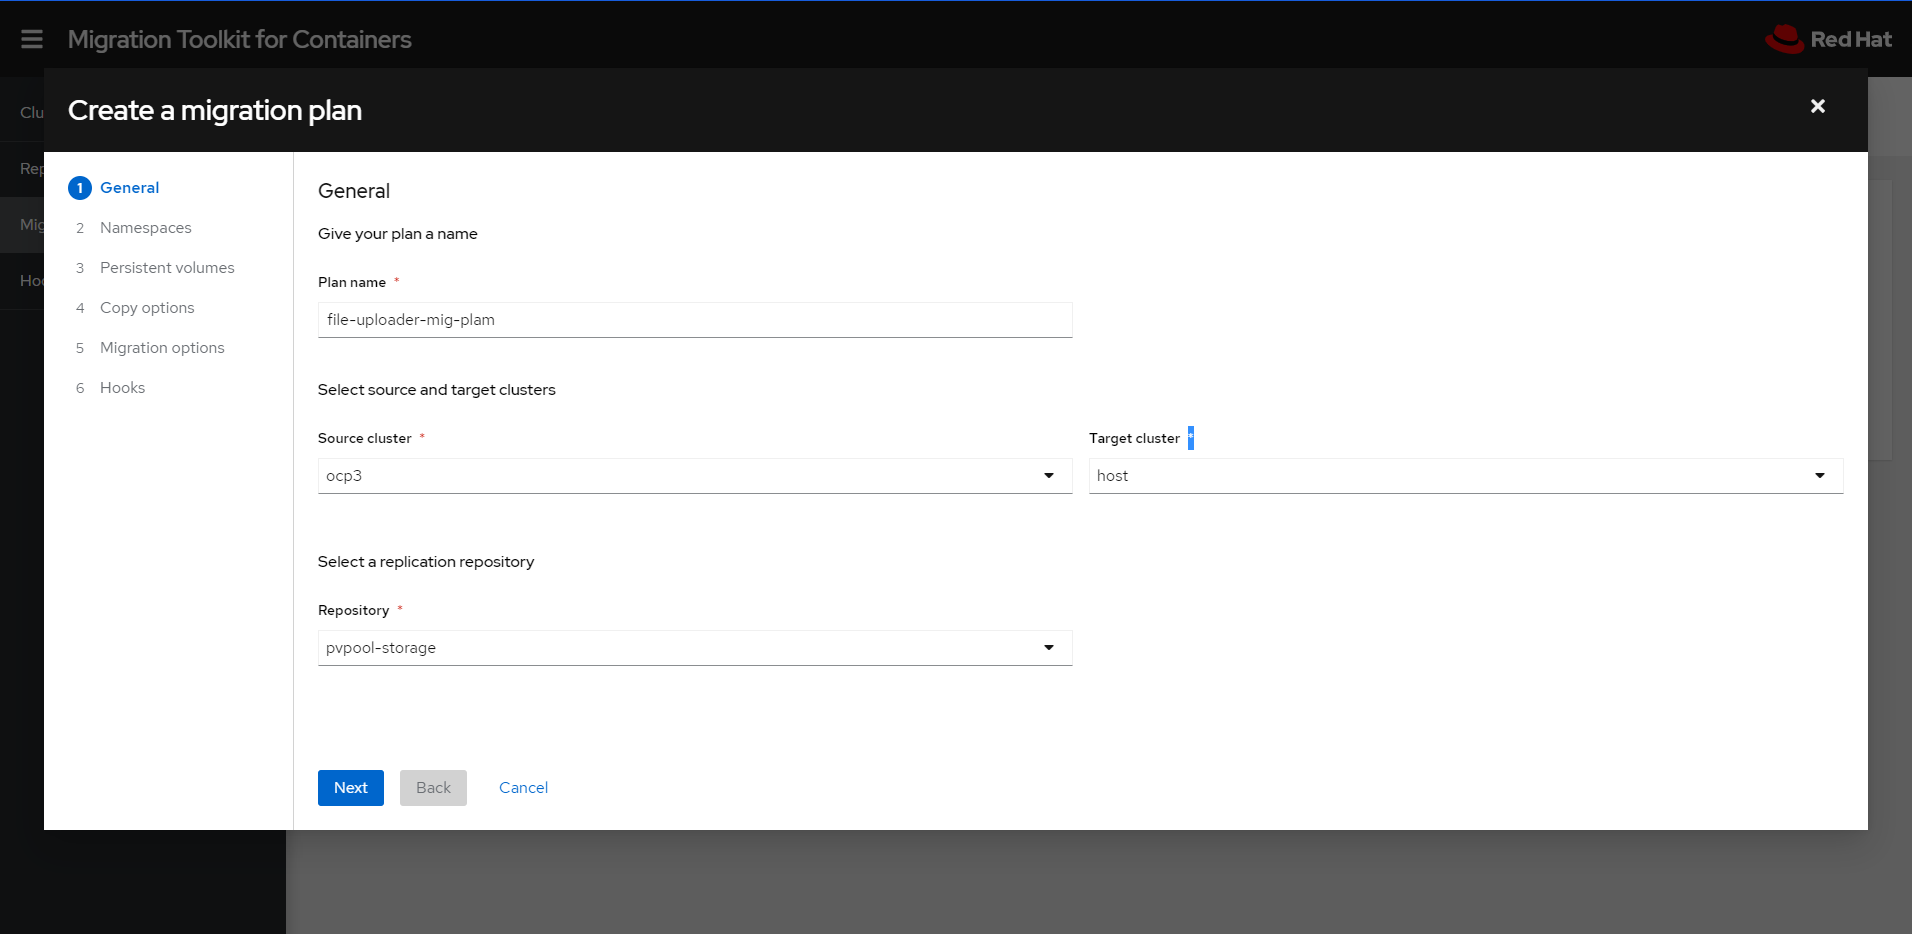 Migration Toolkit for Containers
Red Hat
Create a migration plan
Clu
Rep
Mig
Hoo
1 General
2 Namespaces
3 Persistent volumes
4 Copy options
5 Migration options
6 Hooks
General
Give your plan a name
Plan name *
file-uploader-mig-plam
Select source and target clusters
Source cluster * Target cluster *
ocp3 host
Select a replication repository
Repository *
pvpool-storage
Next Back Cancel